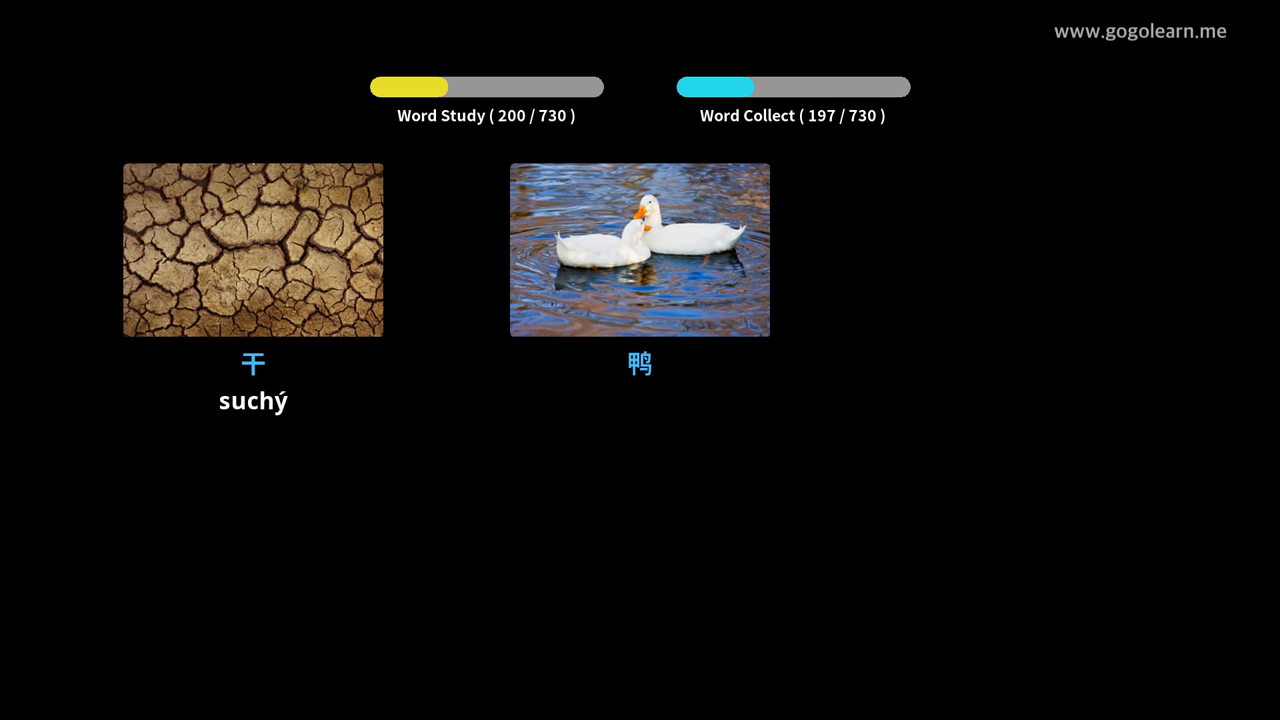 www.gogolearn.me
Word Study ( 200 / 730 )
Word Collect ( 197 / 730 )
干
suchý
鸭